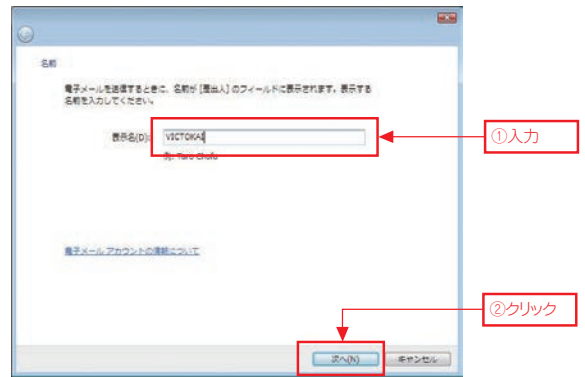 名前
電子メールを送信するときに、名前が [差出人] のフィールドに表示されます。表示する
名前を入力してください。
表示名(D): VICTOKAI
例: Taro Chofu
①入力
電子メール アカウントの情報について
②クリック
次へ(N) キャンセル